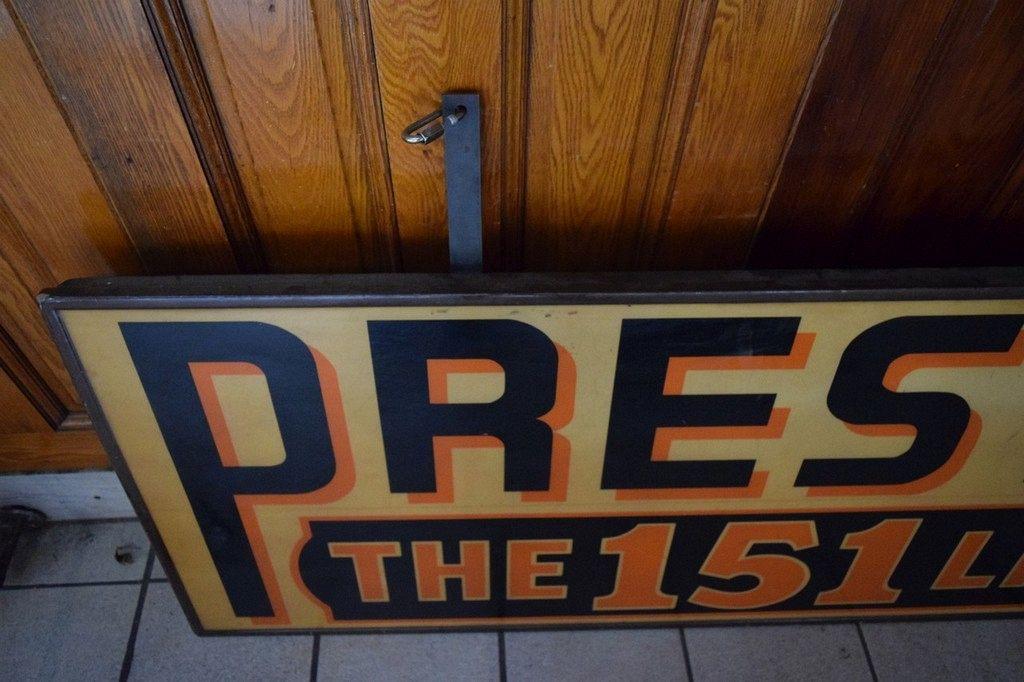 PRES
THE 151 L